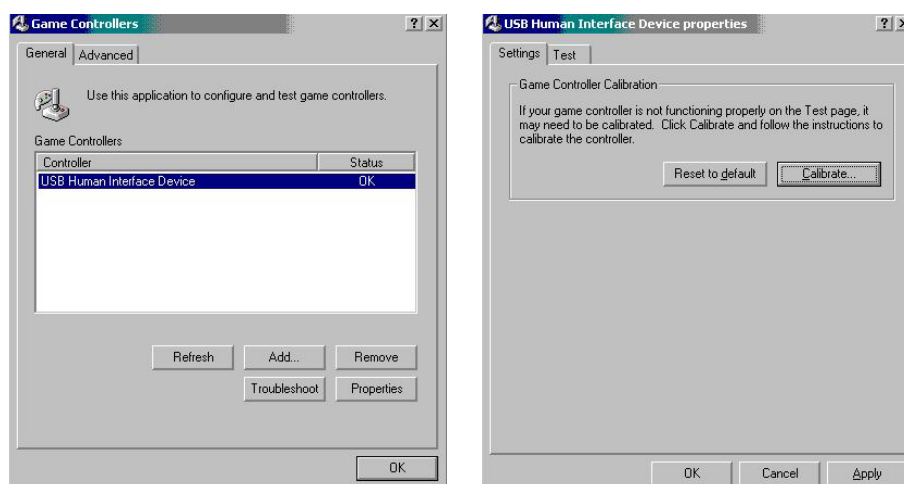 Game Controllers
General Advanced
Use this application to configure and test game controllers.
Game Controllers
Controller Status
USB Human Interface Device OK
Refresh Add... Remove
Troubleshoot Properties
OK
USB Human Interface Device properties
Settings Test
Game Controller Calibration
If your game controller is not functioning properly on the Test page, it
may need to be calibrated. Click Calibrate and follow the instructions to
calibrate the controller.
Reset to default Calibrate...
OK Cancel Apply